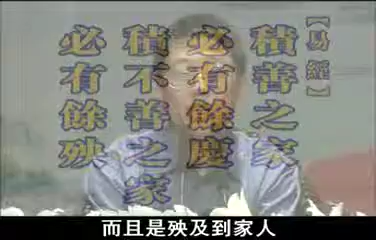 【易經】
積善之家
必有餘慶
積不善之家
必有餘殃
而且是殃及到家人